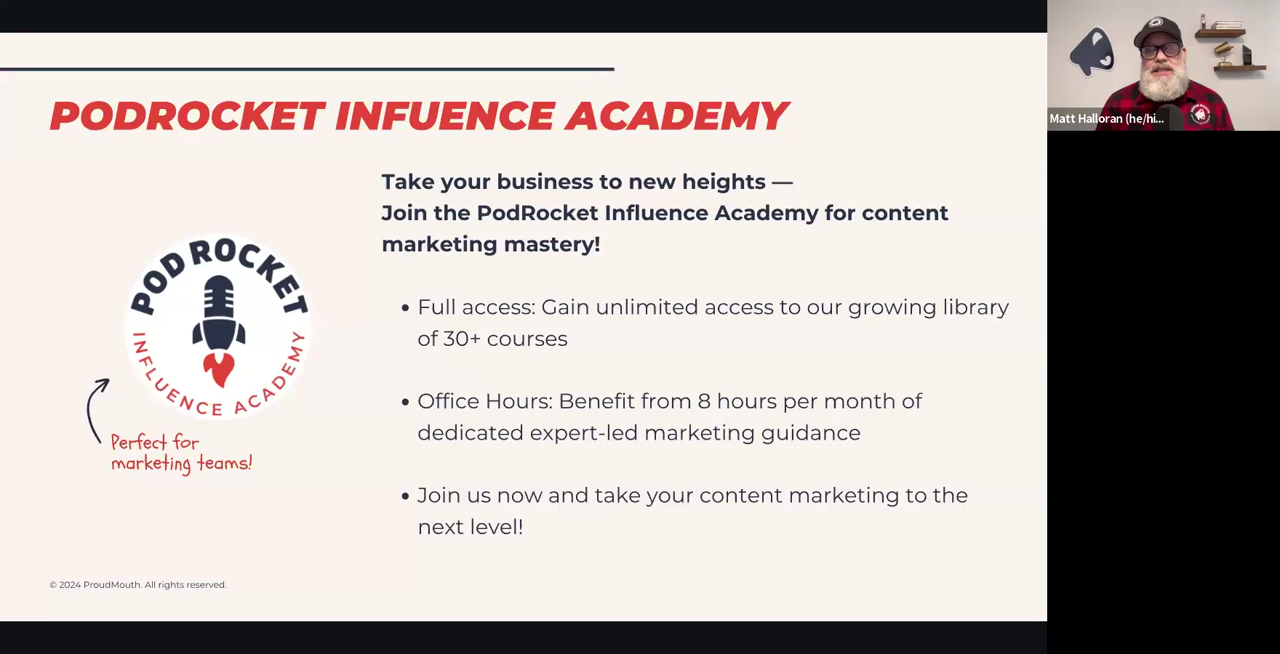 PODROCKET INFUENCE ACADEMY
Take your business to new heights —
Join the PodRocket Influence Academy for content
marketing mastery!
• Full access: Gain unlimited access to our growing library
of 30+ courses
• Office Hours: Benefit from 8 hours per month of
dedicated expert-led marketing guidance
• Join us now and take your content marketing to the
next level!
POD ROCKET
INFLUENCE ACADEMY
Perfect for
marketing teams!
© 2024 ProudMouth. All rights reserved.
Matt Halloran (he/hi...